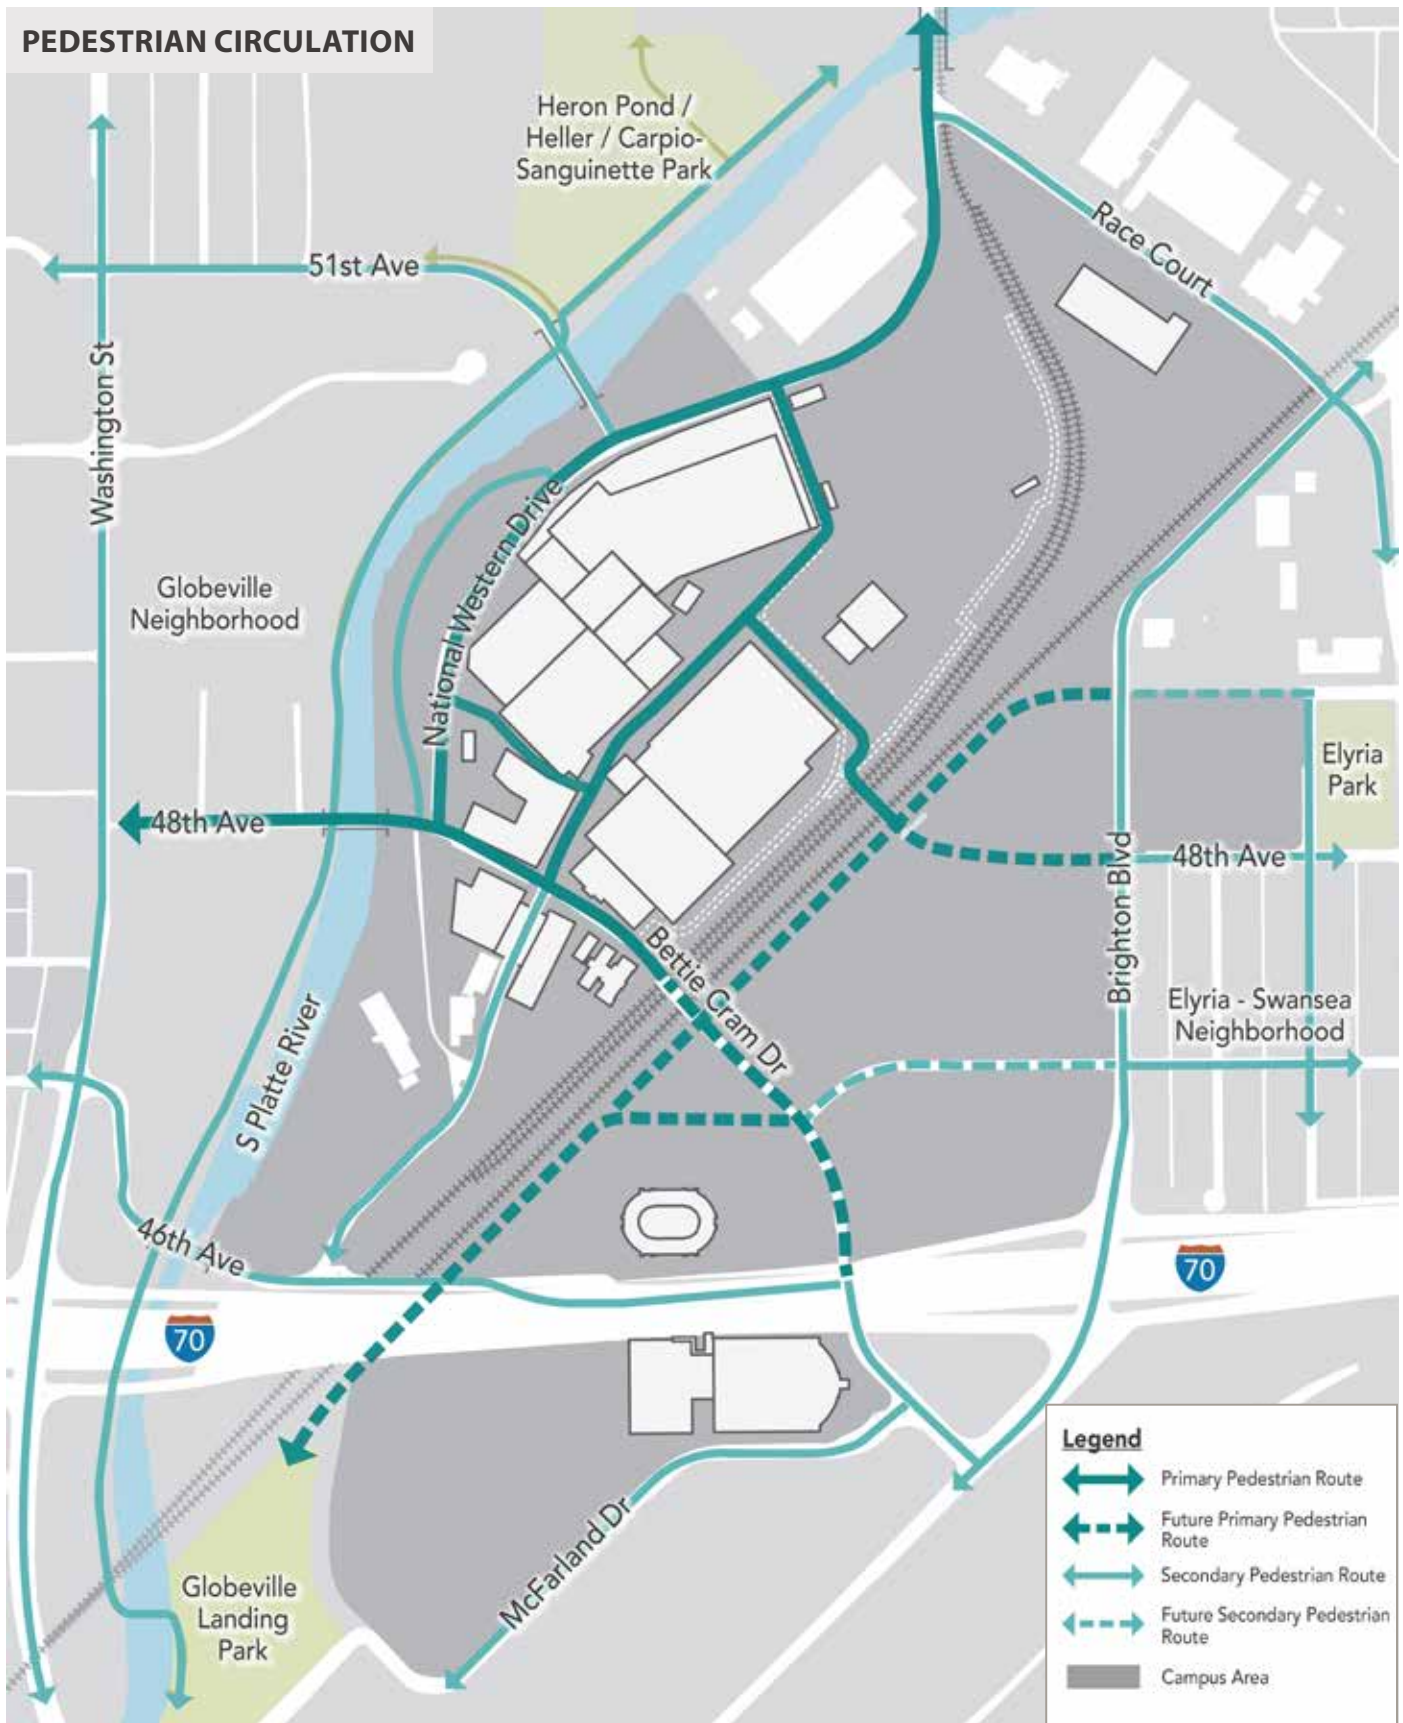 PEDESTRIAN CIRCULATION
Heron Pond /
Heller / Carpio-
Sanguinette Park
51st Ave
Race Court
Washington St
National Western Drive
Globeville
Neighborhood
Elyria
Park
48th Ave
48th Ave
Brighton Blvd
Bettie Cram Dr
Elyria - Swansea
Neighborhood
S Platte River
46th Ave
70
70
McFarland Dr
Globeville
Landing
Park
Legend
Primary Pedestrian Route
Future Primary Pedestrian
Route
Secondary Pedestrian Route
Future Secondary Pedestrian
Route
Campus Area